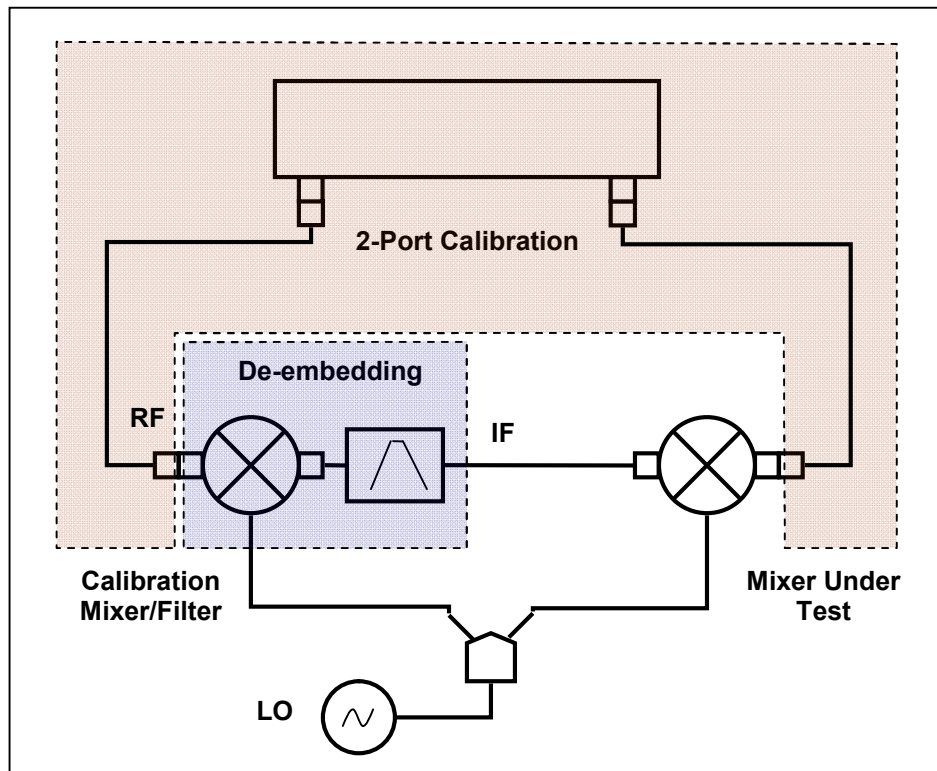 2-Port Calibration
De-embedding
RF
IF
Calibration
Mixer/Filter
Mixer Under
Test
LO